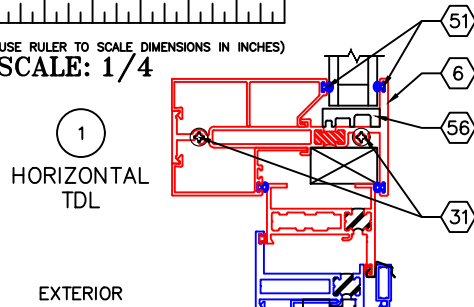 USE RULER TO SCALE DIMENSIONS IN INCHES)
SCALE: 1/4
51
6
1
56
HORIZONTAL
TDL
31
EXTERIOR